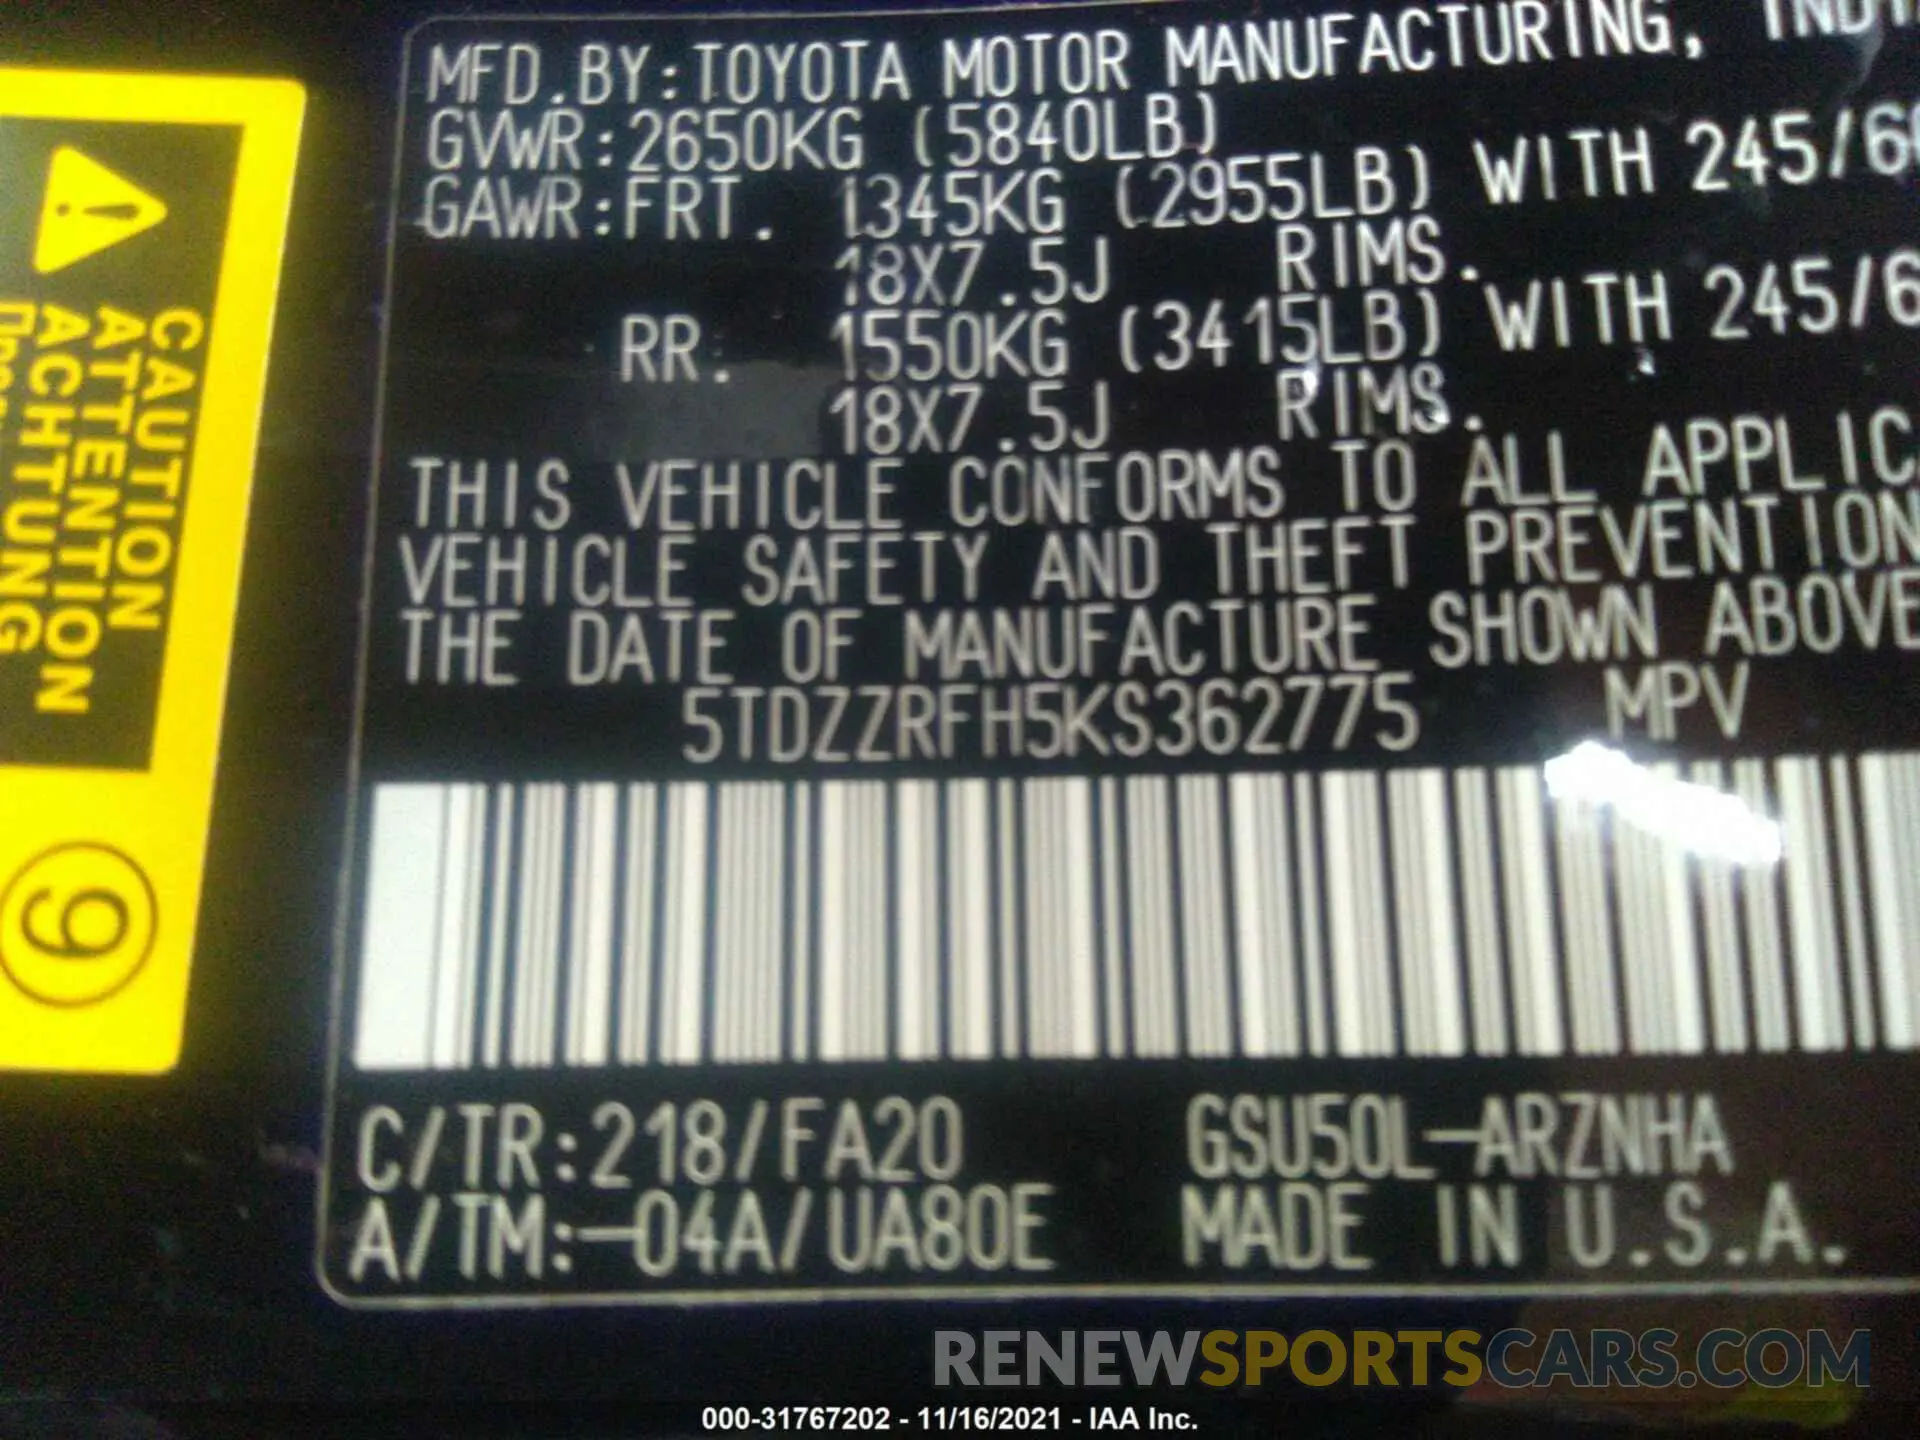 MFD.BY:TOYOTA MOTOR MANUFACTURING,
GVWR:2650KG (5840LB)
GAWR:FRT. 1345KG (2955LB) WITH 245/6
18X7.5J RIMS.
RR: 1550KG (3415LB) WITH 245/6
18X7.5J RIMS.
THIS VEHICLE CONFORMS TO ALL APPLIC
VEHICLE SAFETY AND THEFT PREVENTION
THE DATE OF MANUFACTURE SHOWN ABOVE
5TDZZRFH5KS362775 MPV
C/TR:218/FA20 GSU50L-ARZNHA
A/TM:-04A/UA80E MADE IN U.S.A.
CAUTION
ATTENTION
ACHTUNG
9
RENEWSPORTSCARS.COM
000-31767202 - 11/16/2021 - IAA Inc.